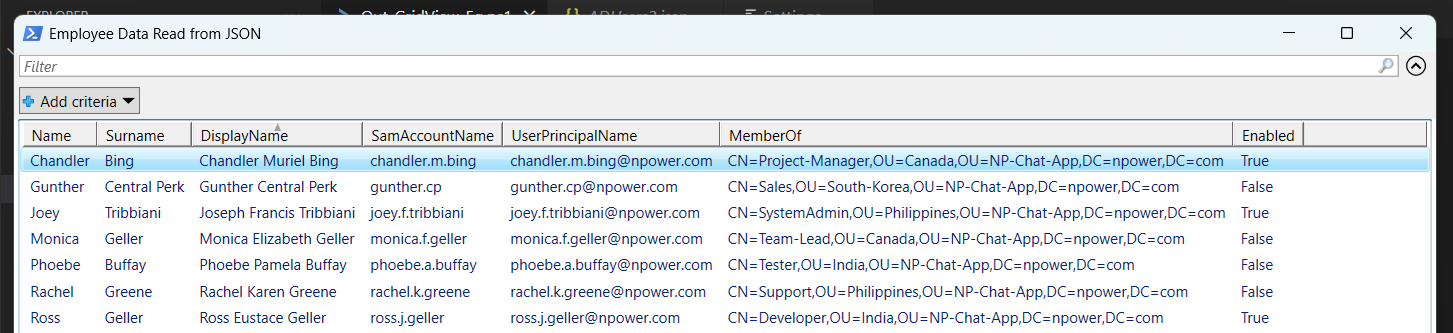 EXPLORER
Out-GridView-Eg.ps1
ADUsers2.json
Settings
Employee Data Read from JSON
Filter
Add criteria
Name Surname DisplayName SamAccountName UserPrincipalName MemberOf Enabled
Chandler Bing Chandler Muriel Bing chandler.m.bing chandler.m.bing@npower.com CN=Project-Manager,OU=Canada,OU=NP-Chat-App,DC=npower,DC=com True
Gunther Central Perk Gunther Central Perk gunther.cp gunther.cp@npower.com CN=Sales,OU=South-Korea,OU=NP-Chat-App,DC=npower,DC=com False
Joey Tribbiani Joseph Francis Tribbiani joey.f.tribbiani joey.f.tribbiani@npower.com CN=SystemAdmin,OU=Philippines,OU=NP-Chat-App,DC=npower,DC=com True
Monica Geller Monica Elizabeth Geller monica.f.geller monica.f.geller@npower.com CN=Team-Lead,OU=Canada,OU=NP-Chat-App,DC=npower,DC=com False
Phoebe Buffay Phoebe Pamela Buffay phoebe.a.buffay phoebe.a.buffay@npower.com CN=Tester,OU=India,OU=NP-Chat-App,DC=npower,DC=com False
Rachel Greene Rachel Karen Greene rachel.k.greene rachel.k.greene@npower.com CN=Support,OU=Philippines,OU=NP-Chat-App,DC=npower,DC=com False
Ross Geller Ross Eustace Geller ross.j.geller ross.j.geller@npower.com CN=Developer,OU=India,OU=NP-Chat-App,DC=npower,DC=com True